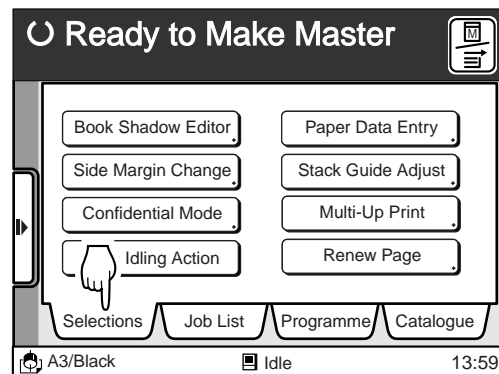 Ready to Make Master
M
Book Shadow Editor
Paper Data Entry
Side Margin Change
Stack Guide Adjust
Confidential Mode
Multi-Up Print
Idling Action
Renew Page
Selections
Job List
Programme
Catalogue
A3/Black
Idle
13:59